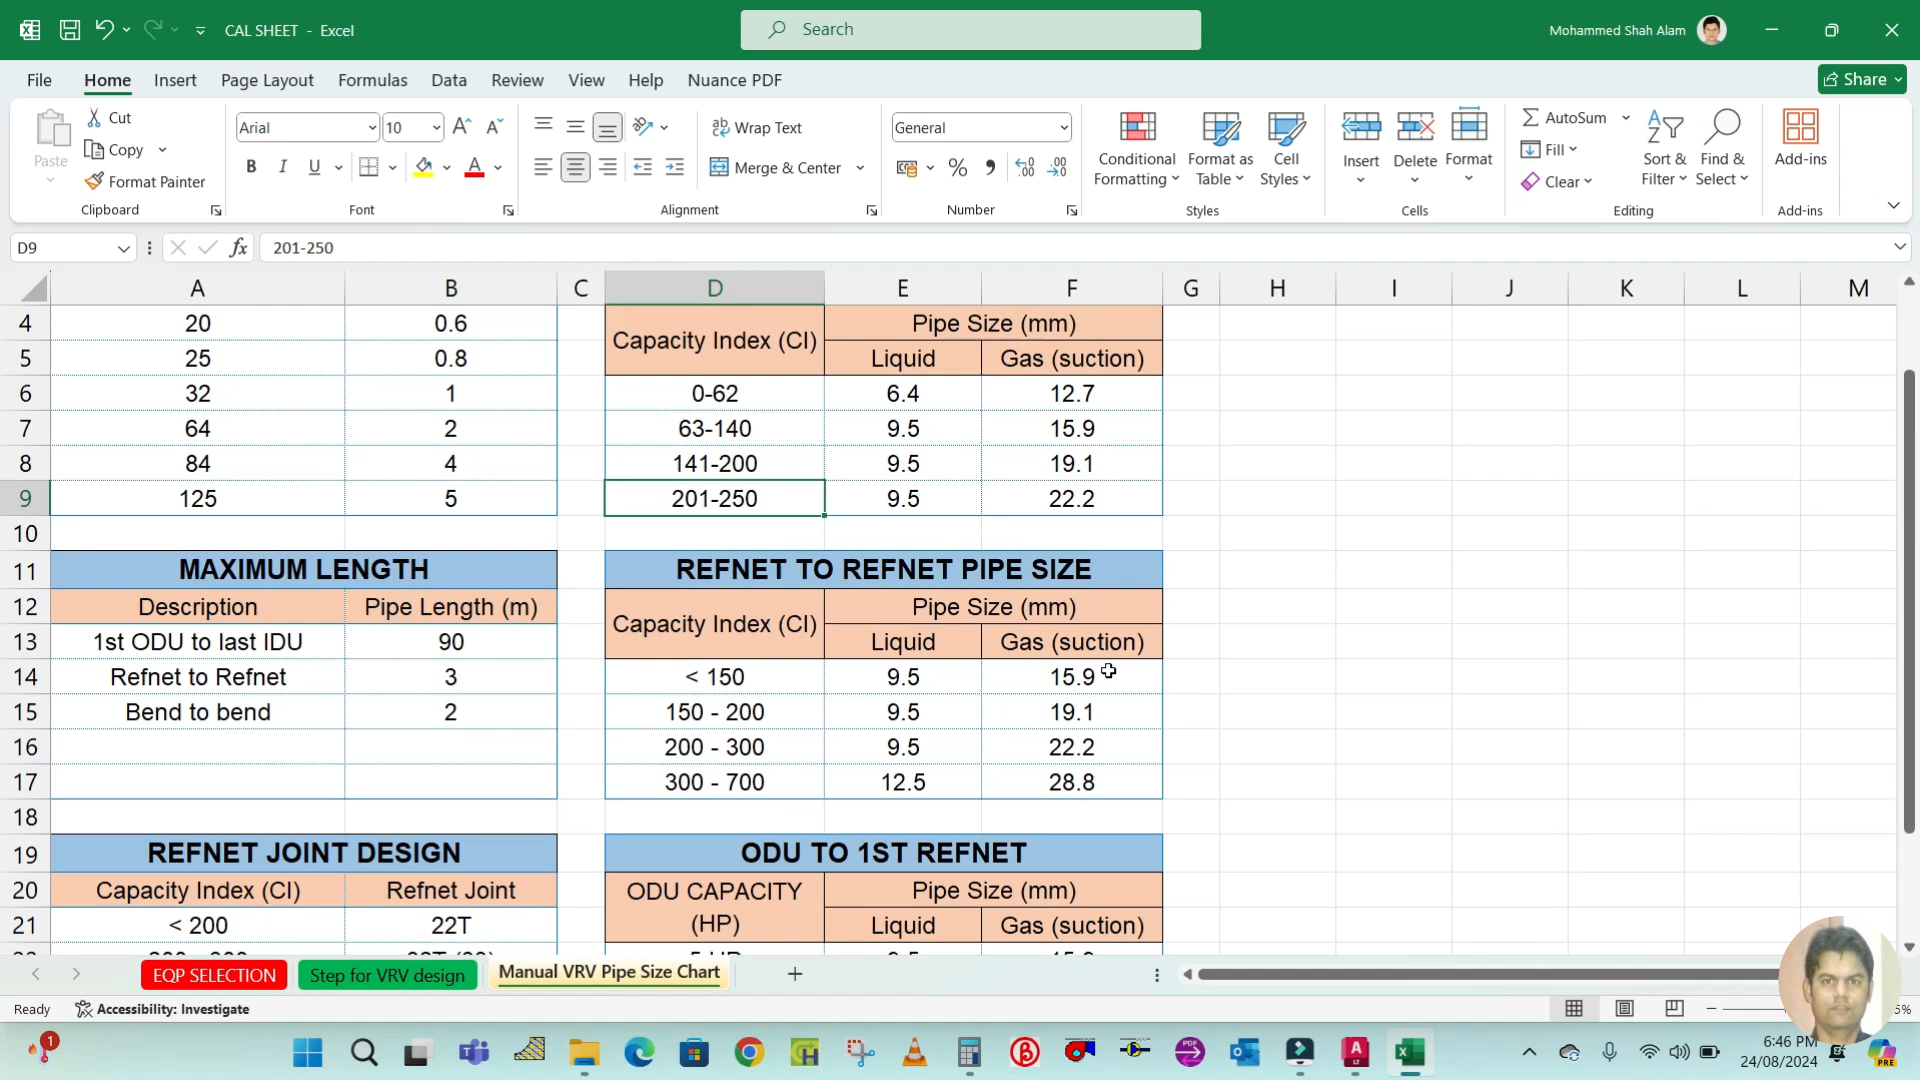 CAL SHEET - Excel
Search
Mohammed Shah Alam
File Home Insert Page Layout Formulas Data Review View Help Nuance PDF
Share
Paste
Cut
Copy
Format Painter
Clipboard
Arial 10
B I U
Font
Wrap Text
Merge & Center
Alignment
General
Number
Conditional Formatting
Format as Table
Cell Styles
Styles
Insert Delete Format
Cells
AutoSum
Fill
Clear
Sort & Filter
Find & Select
Editing
Add-ins
Add-ins
D9 fx 201-250
A B C D E F G H I J K L M
4 20 0.6 Capacity Index (CI) Pipe Size (mm)
5 25 0.8 Liquid Gas (suction)
6 32 1 0-62 6.4 12.7
7 64 2 63-140 9.5 15.9
8 84 4 141-200 9.5 19.1
9 125 5 201-250 9.5 22.2
10
11 MAXIMUM LENGTH REFNET TO REFNET PIPE SIZE
12 Description Pipe Length (m) Capacity Index (CI) Pipe Size (mm)
13 1st ODU to last IDU 90 Liquid Gas (suction)
14 Refnet to Refnet 3 < 150 9.5 15.9
15 Bend to bend 2 150 - 200 9.5 19.1
16 200 - 300 9.5 22.2
17 300 - 700 12.5 28.8
18
19 REFNET JOINT DESIGN ODU TO 1ST REFNET
20 Capacity Index (CI) Refnet Joint ODU CAPACITY (HP) Pipe Size (mm)
21 < 200 22T Liquid Gas (suction)
EQP SELECTION Step for VRV design Manual VRV Pipe Size Chart
Ready Accessibility: Investigate
1
PDF
6:46 PM
24/08/2024
PRE